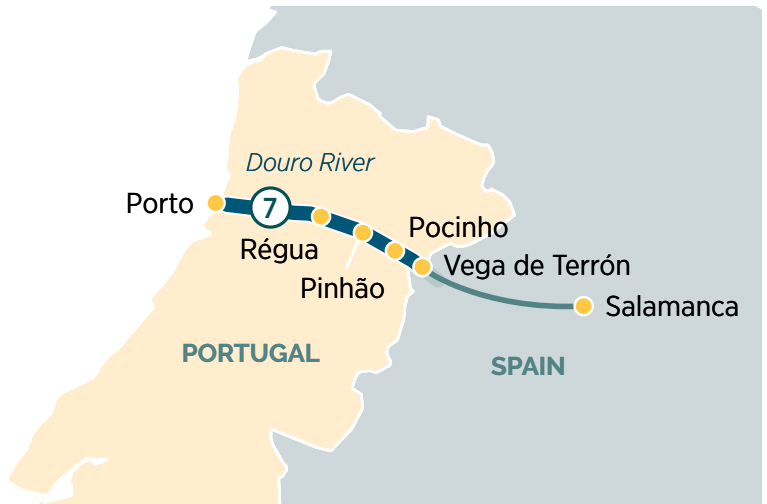 Douro River
Porto
7
Régua
Pocinho
Pinhão
Vega de Terrón
Salamanca
PORTUGAL
SPAIN